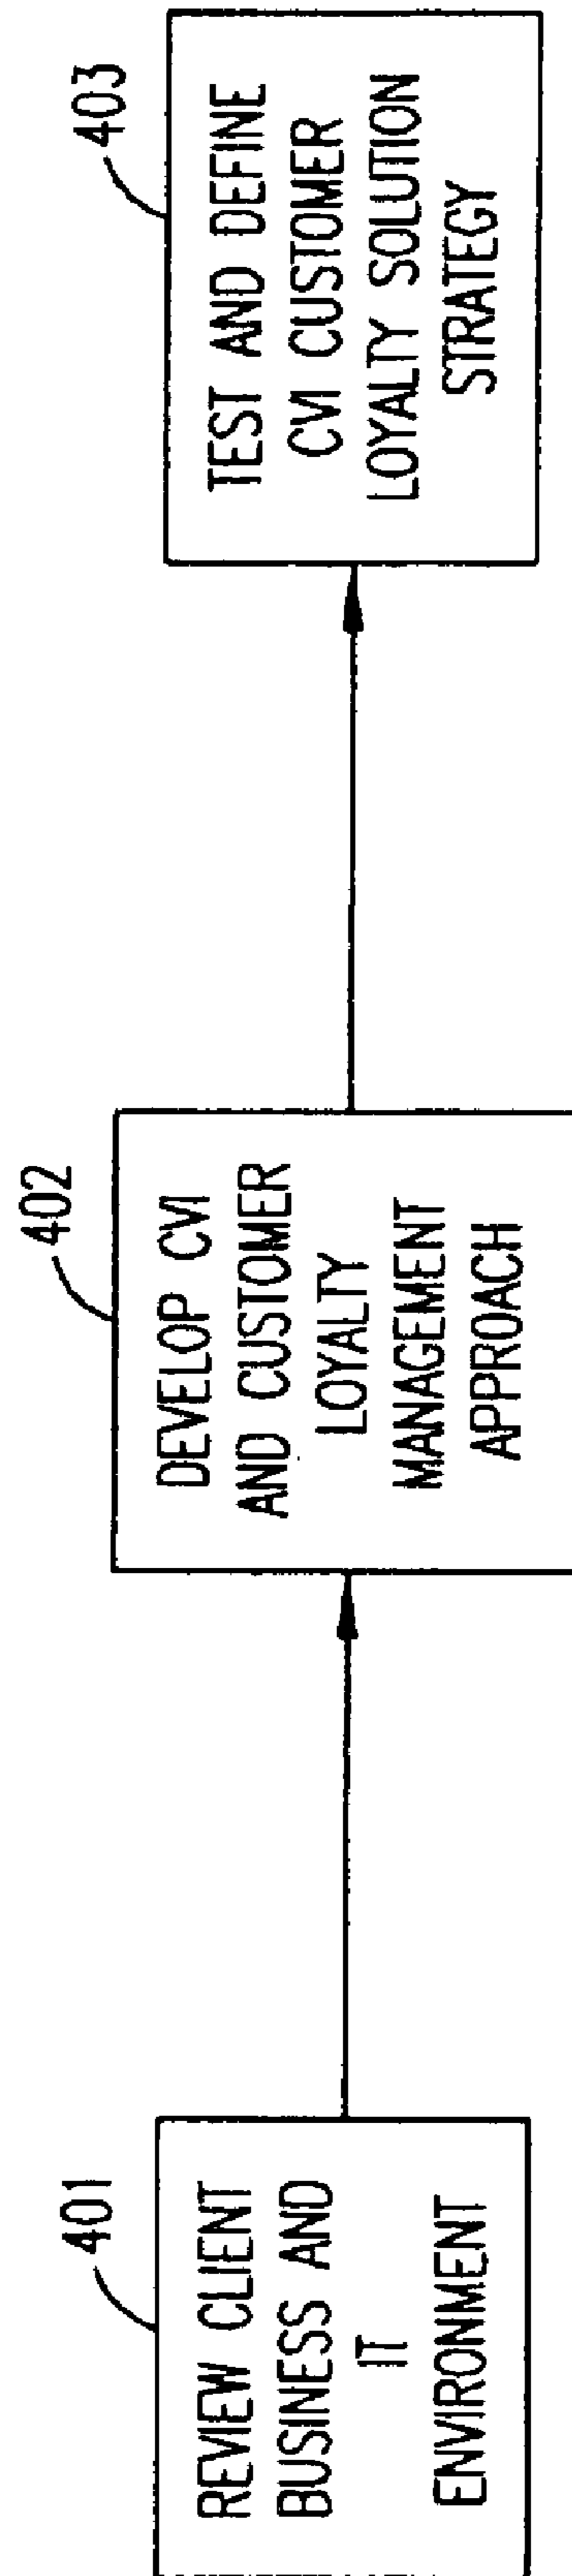 401
REVIEW CLIENT
BUSINESS AND
IT
ENVIRONMENT
402
DEVELOP CVI
AND CUSTOMER
LOYALTY
MANAGEMENT
APPROACH
403
TEST AND DEFINE
CVI CUSTOMER
LOYALTY SOLUTION
STRATEGY